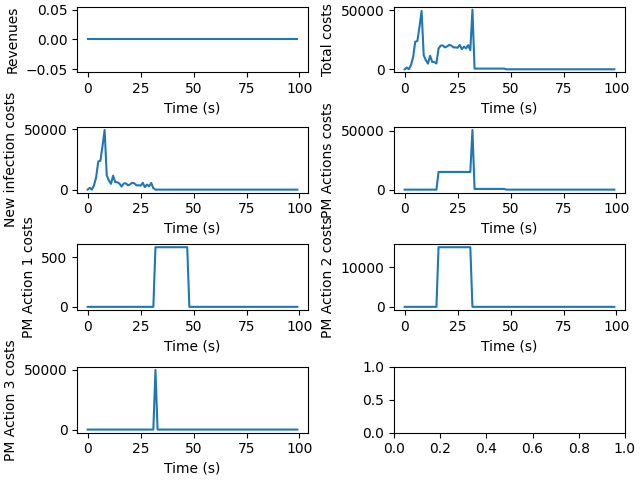 Revenues
0.05
0.00
−0.05
0 25 50 75 100
Time (s)
Total costs
50000
0
0 25 50 75 100
Time (s)
New infection costs
50000
0
0 25 50 75 100
Time (s)
PM Actions costs
50000
0
0 25 50 75 100
Time (s)
PM Action 1 costs
500
0
0 25 50 75 100
Time (s)
PM Action 2 costs
10000
0
0 25 50 75 100
Time (s)
PM Action 3 costs
50000
0
0 25 50 75 100
Time (s)
1.0
0.5
0.0
0.0 0.2 0.4 0.6 0.8 1.0